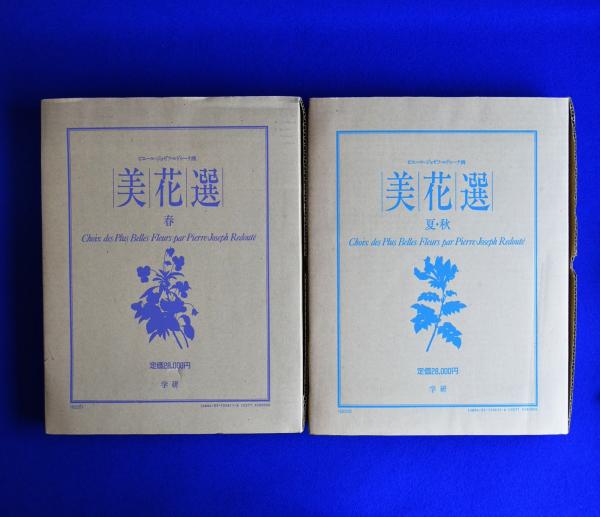 ピエール=ジョゼフ・ルドゥーテ画
美花選
春
Choix des Plus Belles Fleurs par Pierre-Joseph Redouté
定価28,000円
学研
ピエール=ジョゼフ・ルドゥーテ画
美花選
夏・秋
Choix des Plus Belles Fleurs par Pierre-Joseph Redouté
定価28,000円
学研